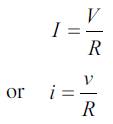 I = V/R
or i = v/R